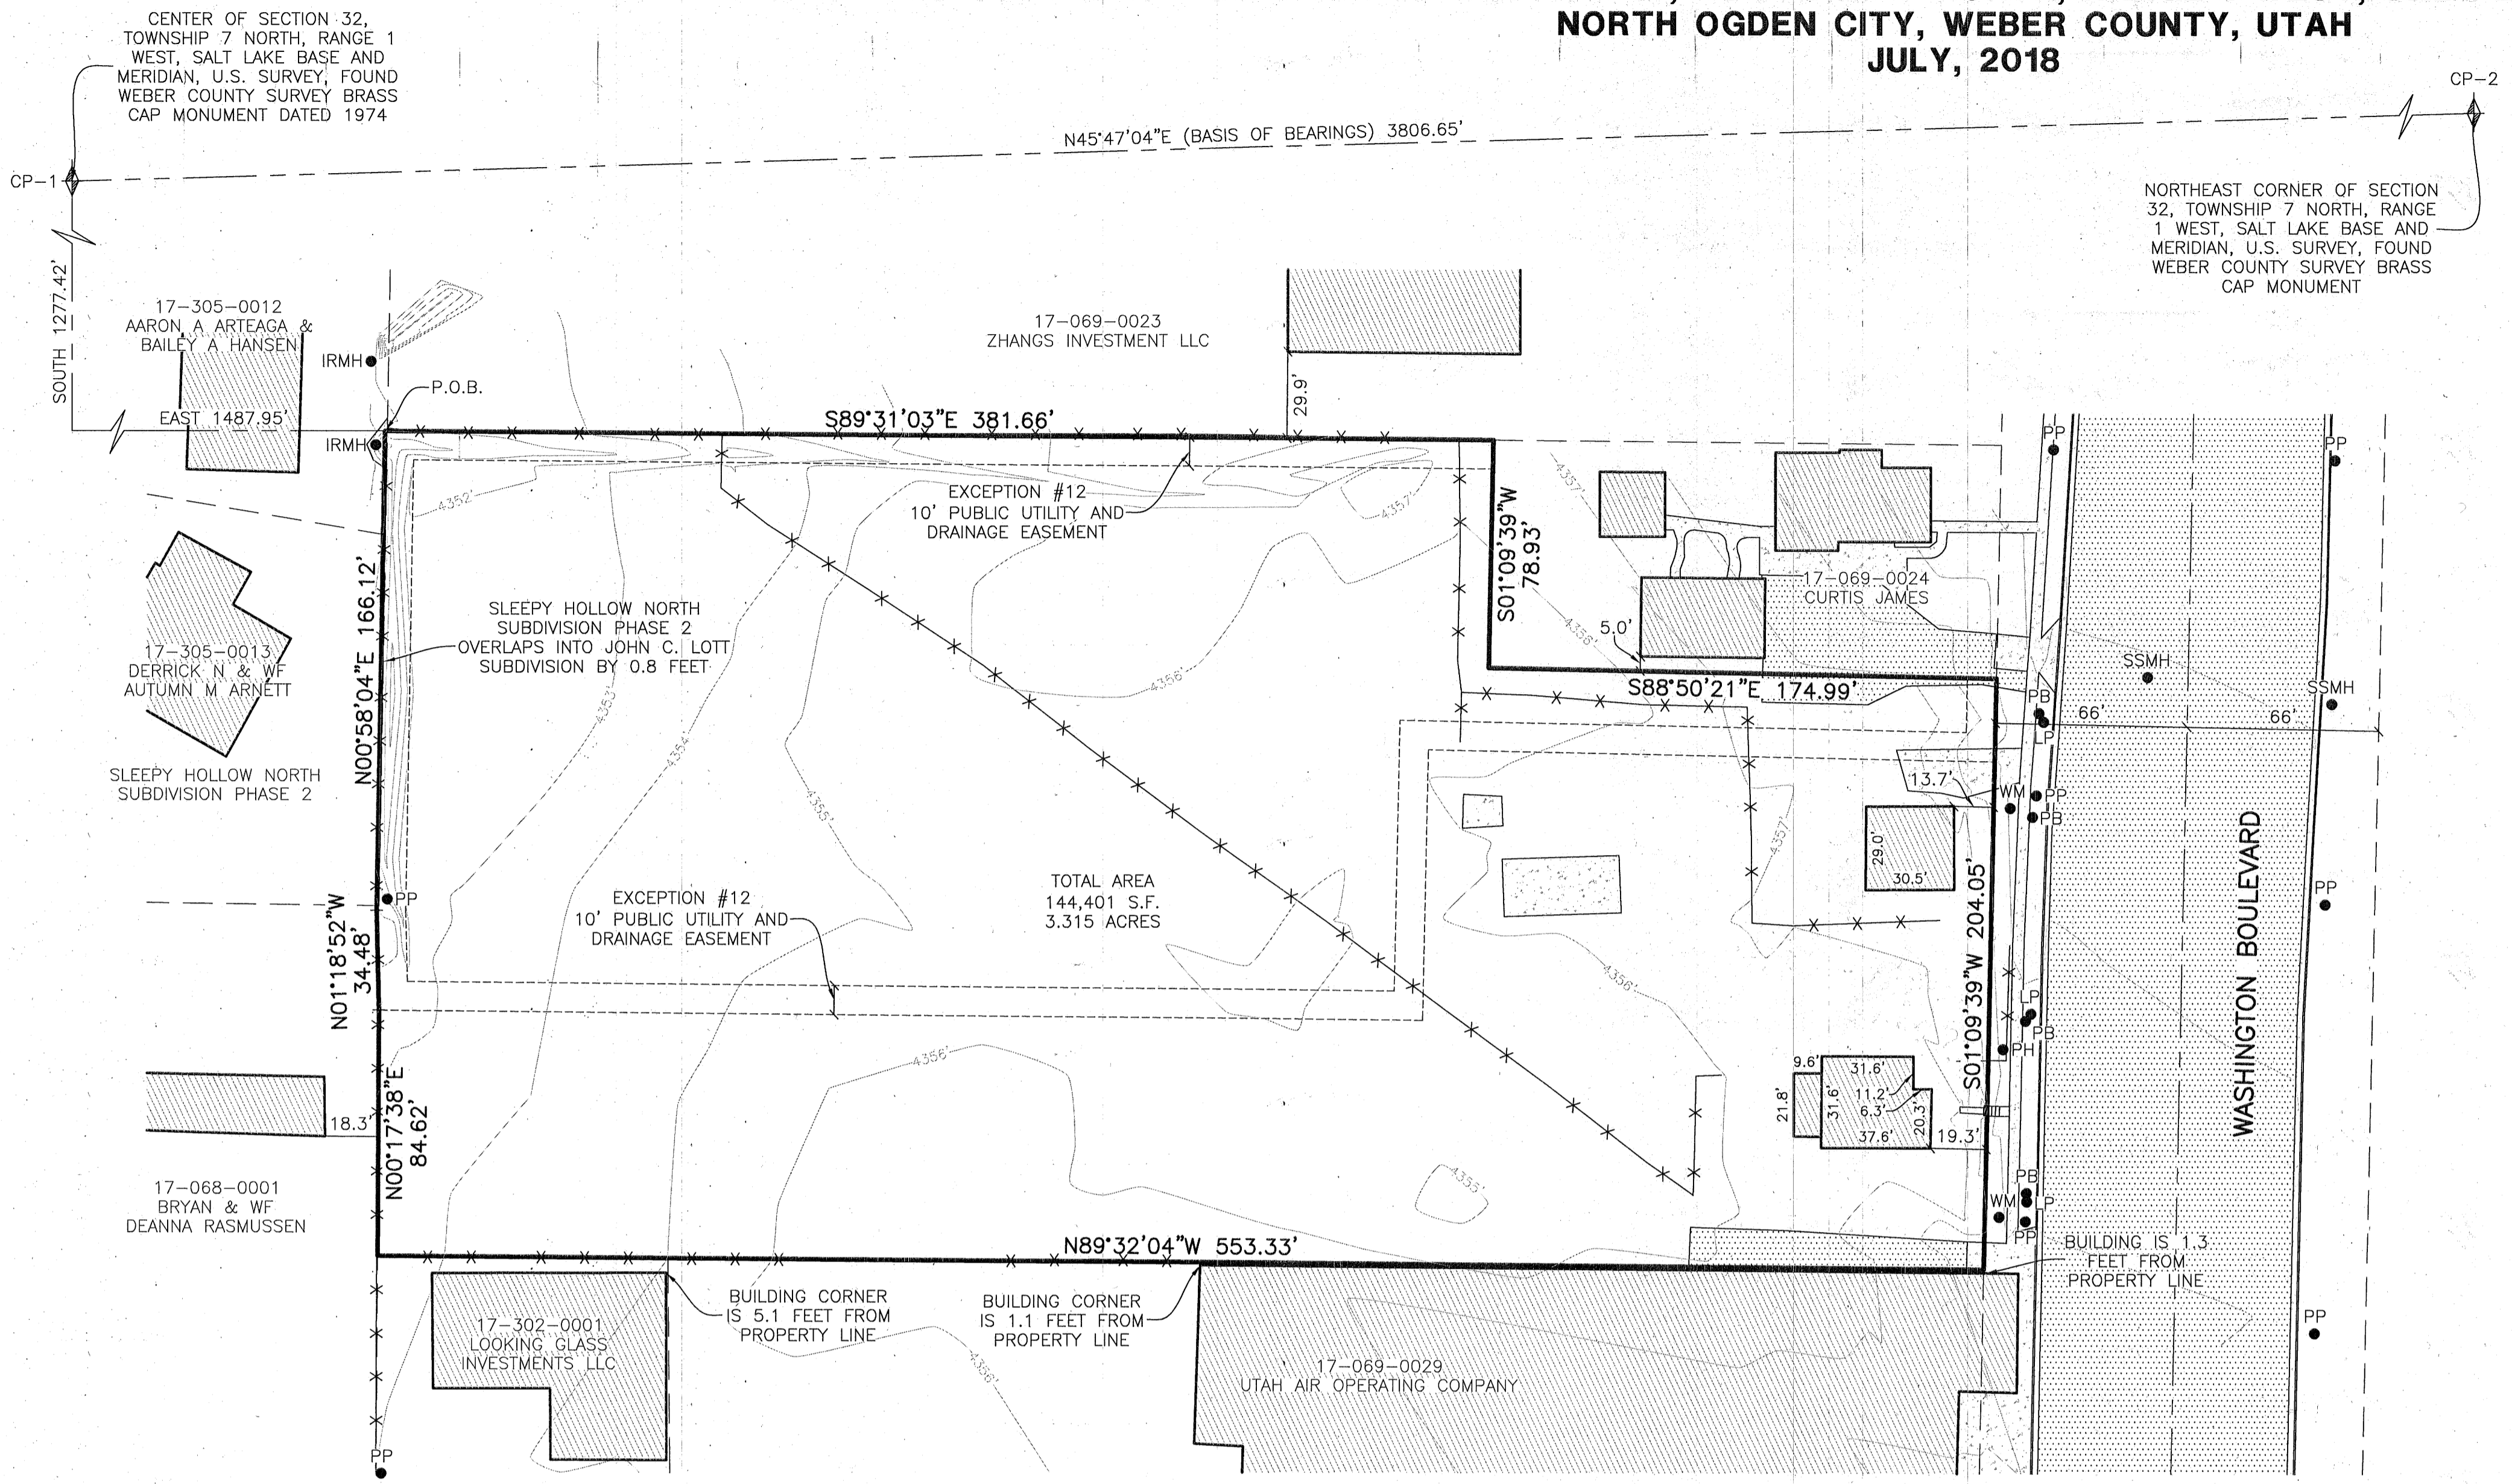 NORTH OGDEN CITY, WEBER COUNTY, UTAH
JULY, 2018
CENTER OF SECTION 32,
TOWNSHIP 7 NORTH, RANGE 1
WEST, SALT LAKE BASE AND
MERIDIAN, U.S. SURVEY, FOUND
WEBER COUNTY SURVEY BRASS
CAP MONUMENT DATED 1974
CP-1
CP-2
N45°47'04"E (BASIS OF BEARINGS) 3806.65'
NORTHEAST CORNER OF SECTION
32, TOWNSHIP 7 NORTH, RANGE
1 WEST, SALT LAKE BASE AND
MERIDIAN, U.S. SURVEY, FOUND
WEBER COUNTY SURVEY BRASS
CAP MONUMENT
SOUTH 1277.42'
17-305-0012
AARON A ARTEAGA &
BAILEY A HANSEN
IRMH
P.O.B.
EAST 1487.95'
IRMH
17-069-0023
ZHANGS INVESTMENT LLC
29.9'
S89°31'03"E 381.66'
PP
PP
4352'
EXCEPTION #12
10' PUBLIC UTILITY AND
DRAINAGE EASEMENT
4357'
S01°09'39"W
78.93'
4357'
17-069-0024
CURTIS JAMES
4356'
5.0'
N00°58'04"E 166.12'
SLEEPY HOLLOW NORTH
SUBDIVISION PHASE 2
OVERLAPS INTO JOHN C. LOTT
SUBDIVISION BY 0.8 FEET
17-305-0013
DERRICK N & WF
AUTUMN M ARNETT
SLEEPY HOLLOW NORTH
SUBDIVISION PHASE 2
4353'
4354'
4355'
4356'
S88°50'21"E 174.99'
SSMH
SSMH
PB
LP
66'
66'
13.7'
WM
PP
PB
29.0'
30.5'
4357'
WASHINGTON BOULEVARD
PP
S01°09'39"W 204.05'
PP
N01°18'52"W
34.48'
EXCEPTION #12
10' PUBLIC UTILITY AND
DRAINAGE EASEMENT
TOTAL AREA
144,401 S.F.
3.315 ACRES
4356'
4356'
LP
PB
PH
9.6'
31.6'
21.8'
31.6'
11.2'
6.3'
20.3'
37.6'
19.3'
N00°17'38"E
84.62'
18.3'
17-068-0001
BRYAN & WF
DEANNA RASMUSSEN
4355'
PB
WM
LP
PP
N89°32'04"W 553.33'
BUILDING IS 1.3
FEET FROM
PROPERTY LINE
BUILDING CORNER
IS 5.1 FEET FROM
PROPERTY LINE
BUILDING CORNER
IS 1.1 FEET FROM
PROPERTY LINE
17-302-0001
LOOKING GLASS
INVESTMENTS LLC
4356'
17-069-0029
UTAH AIR OPERATING COMPANY
PP
PP